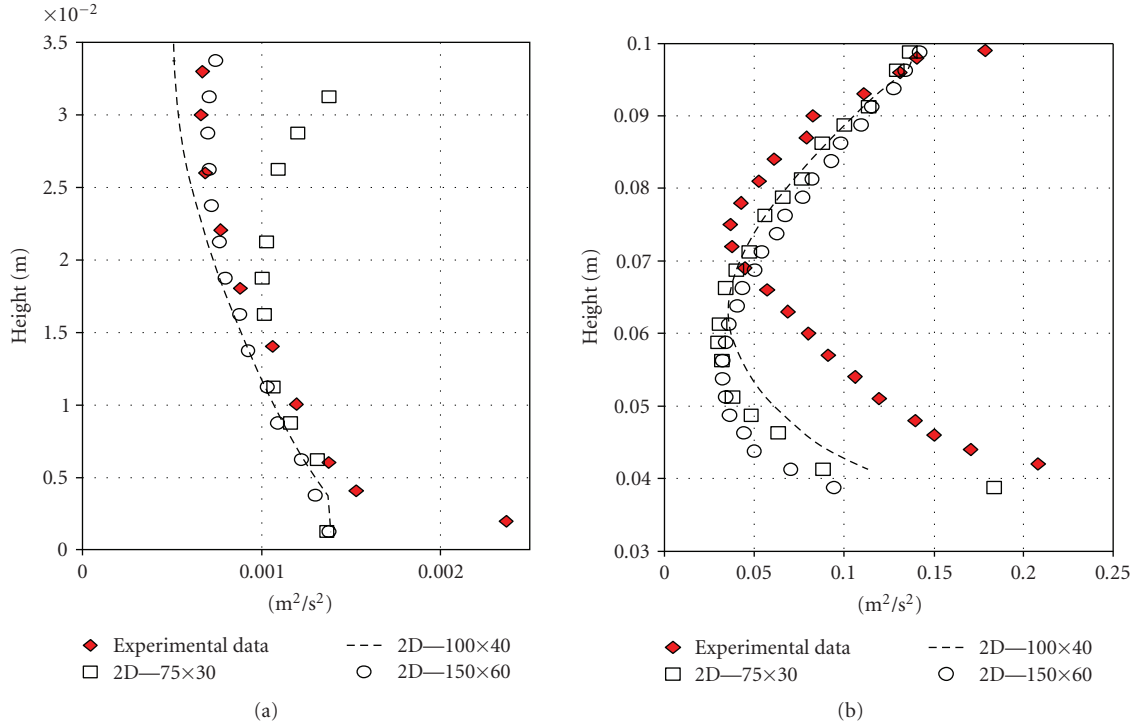 ×10⁻²
3.5
3
2.5
2
1.5
1
0.5
0
Height (m)
0 0.001 0.002
(m²/s²)
Experimental data
2D—75×30
2D—100×40
2D—150×60
(a)
0.1
0.09
0.08
0.07
0.06
0.05
0.04
0.03
Height (m)
0 0.05 0.1 0.15 0.2 0.25
(m²/s²)
Experimental data
2D—75×30
2D—100×40
2D—150×60
(b)